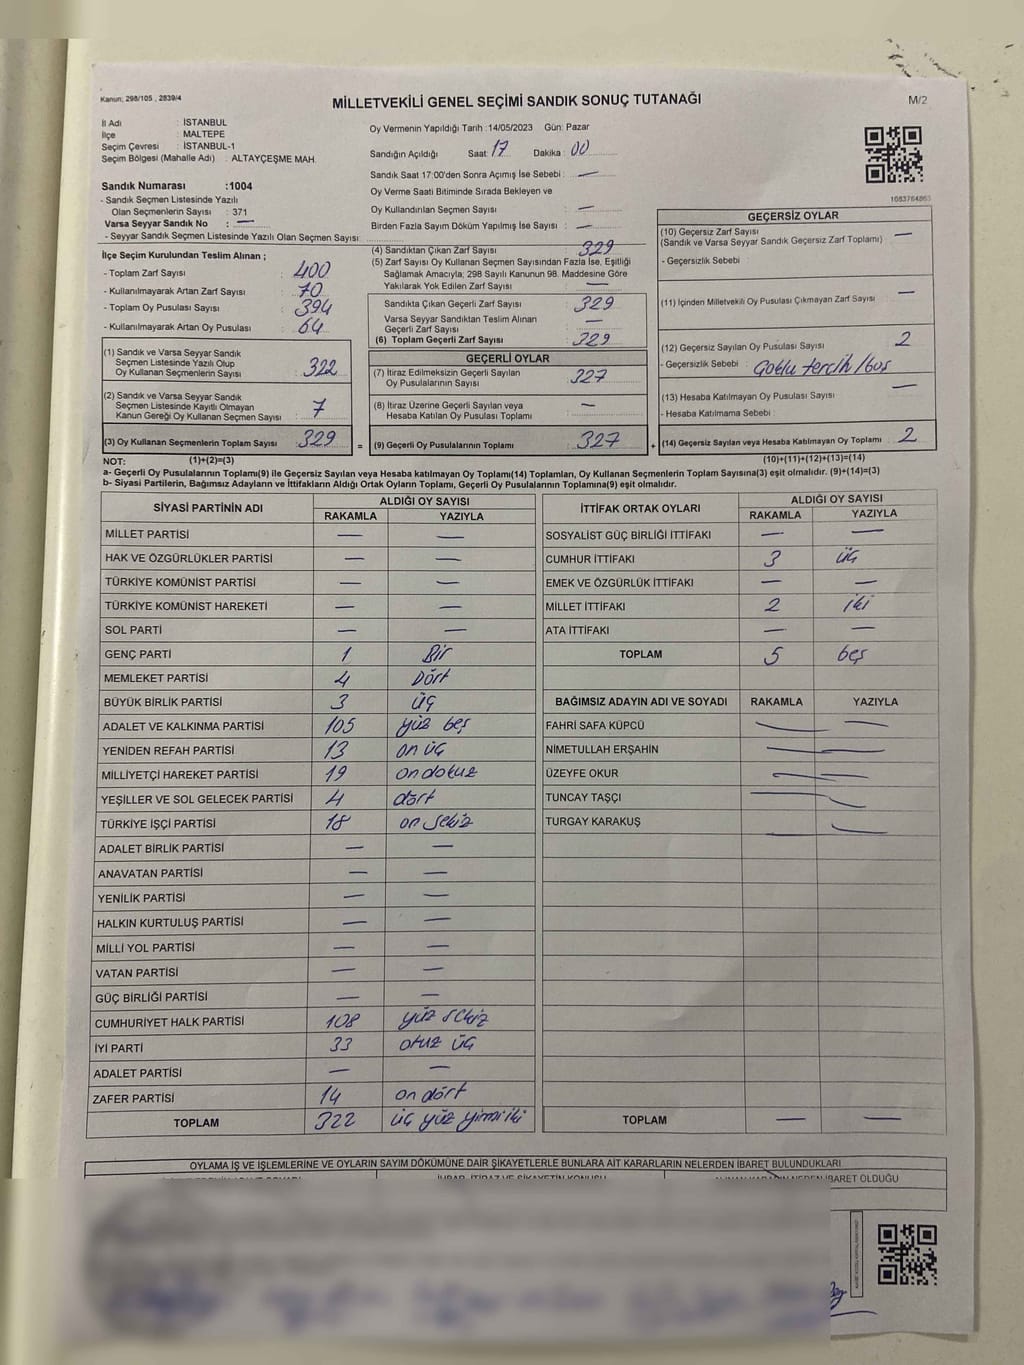 Kanun; 298/105 , 2839/4
MİLLETVEKİLİ GENEL SEÇİMİ SANDIK SONUÇ TUTANAĞI
M/2
İl Adı : İSTANBUL
İlçe : MALTEPE
Seçim Çevresi : İSTANBUL-1
Seçim Bölgesi (Mahalle Adı) : ALTAYÇEŞME MAH.
Oy Vermenin Yapıldığı Tarih :14/05/2023 Gün: Pazar
Sandığın Açıldığı Saat: 17 Dakika : 00
Sandık Saat 17:00'den Sonra Açımış İse Sebebi : —
Oy Verme Saati Bitiminde Sırada Bekleyen ve
Oy Kullandırılan Seçmen Sayısı : —
Birden Fazla Sayım Döküm Yapılmış İse Sayısı : —
Sandık Numarası :1004
- Sandık Seçmen Listesinde Yazılı
Olan Seçmenlerin Sayısı : 371
Varsa Seyyar Sandık No : —
- Seyyar Sandık Seçmen Listesinde Yazılı Olan Seçmen Sayısı:
İlçe Seçim Kurulundan Teslim Alınan ;
- Toplam Zarf Sayısı : 400
- Kullanılmayarak Artan Zarf Sayısı : 70
- Toplam Oy Pusulası Sayısı : 394
- Kullanılmayarak Artan Oy Pusulası : 64
(1) Sandık ve Varsa Seyyar Sandık
Seçmen Listesinde Yazılı Olup
Oy Kullanan Seçmenlerin Sayısı : 322
(2) Sandık ve Varsa Seyyar Sandık
Seçmen Listesinde Kayıtlı Olmayan
Kanun Gereği Oy Kullanan Seçmen Sayısı : 7
(3) Oy Kullanan Seçmenlerin Toplam Sayısı : 329
(4) Sandıktan Çıkan Zarf Sayısı : 329
(5) Zarf Sayısı Oy Kullanan Seçmen Sayısından Fazla İse, Eşitliği
Sağlamak Amacıyla; 298 Sayılı Kanunun 98. Maddesine Göre
Yakılarak Yok Edilen Zarf Sayısı : —
Sandıkta Çıkan Geçerli Zarf Sayısı : 329
Varsa Seyyar Sandıktan Teslim Alınan
Geçerli Zarf Sayısı : —
(6) Toplam Geçerli Zarf Sayısı : 329
GEÇERLİ OYLAR
(7) İtiraz Edilmeksizin Geçerli Sayılan
Oy Pusulalarının Sayısı : 327
(8) İtiraz Üzerine Geçerli Sayılan veya
Hesaba Katılan Oy Pusulası Toplamı : —
= (9) Geçerli Oy Pusulalarının Toplamı : 327
1083764863
GEÇERSİZ OYLAR
(10) Geçersiz Zarf Sayısı : —
(Sandık ve Varsa Seyyar Sandık Geçersiz Zarf Toplamı)
- Geçersizlik Sebebi :
(11) İçinden Milletvekili Oy Pusulası Çıkmayan Zarf Sayısı : —
(12) Geçersiz Sayılan Oy Pusulası Sayısı : 2
- Geçersizlik Sebebi : Çoklu tercih / boş
(13) Hesaba Katılmayan Oy Pusulası Sayısı : —
- Hesaba Katılmama Sebebi :
+ (14) Geçersiz Sayılan veya Hesaba Katılmayan Oy Toplamı : 2
NOT: (1)+(2)=(3)
(10)+(11)+(12)+(13)=(14)
a- Geçerli Oy Pusulalarının Toplamı(9) ile Geçersiz Sayılan veya Hesaba katılmayan Oy Toplamı(14) Toplamları, Oy Kullanan Seçmenlerin Toplam Sayısına(3) eşit olmalıdır. (9)+(14)=(3)
b- Siyasi Partilerin, Bağımsız Adayların ve İttifakların Aldığı Ortak Oyların Toplamı, Geçerli Oy Pusulalarının Toplamına(9) eşit olmalıdır.
SİYASİ PARTİNİN ADI ALDIĞI OY SAYISI
RAKAMLA YAZIYLA
MİLLET PARTİSİ — —
HAK VE ÖZGÜRLÜKLER PARTİSİ — —
TÜRKİYE KOMÜNİST PARTİSİ — —
TÜRKİYE KOMÜNİST HAREKETİ — —
SOL PARTİ — —
GENÇ PARTİ 1 Bir
MEMLEKET PARTİSİ 4 Dört
BÜYÜK BİRLİK PARTİSİ 3 üç
ADALET VE KALKINMA PARTİSİ 105 yüz beş
YENİDEN REFAH PARTİSİ 13 on üç
MİLLİYETÇİ HAREKET PARTİSİ 19 on dokuz
YEŞİLLER VE SOL GELECEK PARTİSİ 4 dört
TÜRKİYE İŞÇİ PARTİSİ 18 on sekiz
ADALET BİRLİK PARTİSİ — —
ANAVATAN PARTİSİ — —
YENİLİK PARTİSİ — —
HALKIN KURTULUŞ PARTİSİ — —
MİLLİ YOL PARTİSİ — —
VATAN PARTİSİ — —
GÜÇ BİRLİĞİ PARTİSİ — —
CUMHURİYET HALK PARTİSİ 108 yüz sekiz
İYİ PARTİ 33 otuz üç
ADALET PARTİSİ — —
ZAFER PARTİSİ 14 on dört
TOPLAM 322 üç yüz yirmi iki
İTTİFAK ORTAK OYLARI ALDIĞI OY SAYISI
RAKAMLA YAZIYLA
SOSYALİST GÜÇ BİRLİĞİ İTTİFAKI — —
CUMHUR İTTİFAKI 3 üç
EMEK VE ÖZGÜRLÜK İTTİFAKI — —
MİLLET İTTİFAKI 2 iki
ATA İTTİFAKI — —
TOPLAM 5 beş
BAĞIMSIZ ADAYIN ADI VE SOYADI RAKAMLA YAZIYLA
FAHRİ SAFA KÜPCÜ — —
NİMETULLAH ERŞAHİN — —
ÜZEYFE OKUR — —
TUNCAY TAŞÇI — —
TURGAY KARAKUŞ — —
TOPLAM — —
OYLAMA İŞ VE İŞLEMLERİNE VE OYLARIN SAYIM DÖKÜMÜNE DAİR ŞİKAYETLERLE BUNLARA AİT KARARLARIN NELERDEN İBARET BULUNDUKLARI
İHBAR, İTİRAZ VE ŞİKAYETİN KONUSU
ALINAN KARARIN NEDEN İBARET OLDUĞU